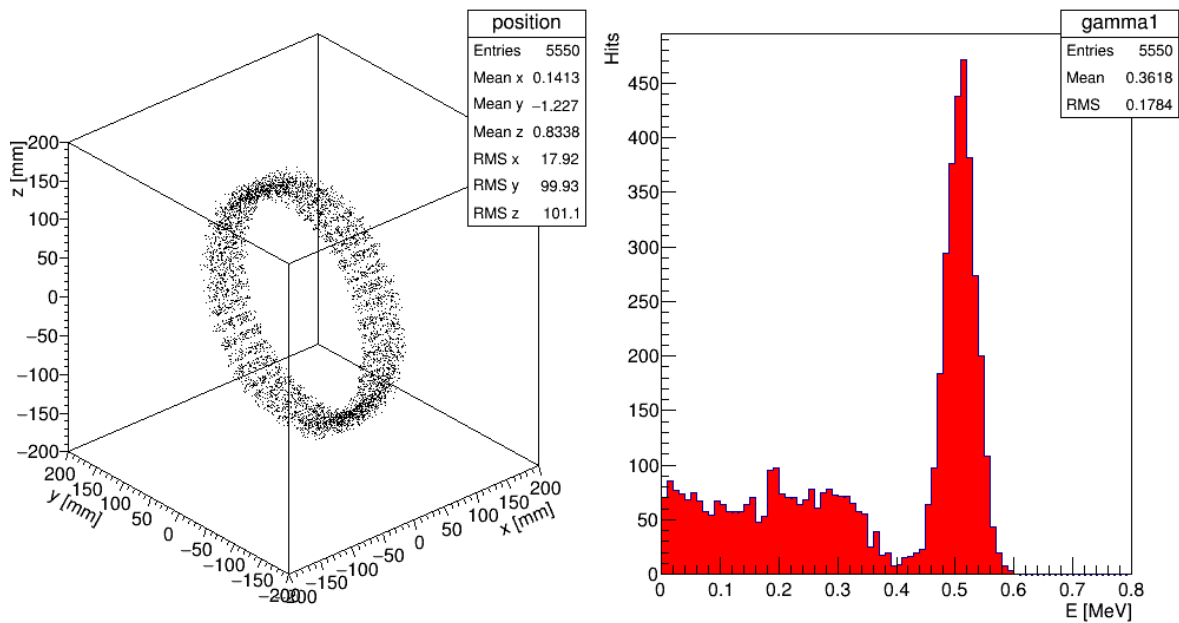 position
Entries 5550
Mean x 0.1413
Mean y −1.227
Mean z 0.8338
RMS x 17.92
RMS y 99.93
RMS z 101.1
z [mm]
200
150
100
50
0
−50
−100
−150
−200
200
150
100
50
0
−50
−100
−150
−200
y [mm]
−200
−150
−100
−50
0
50
100
150
200
x [mm]
gamma1
Entries 5550
Mean 0.3618
RMS 0.1784
Hits
450
400
350
300
250
200
150
100
50
0
0 0.1 0.2 0.3 0.4 0.5 0.6 0.7 0.8
E [MeV]